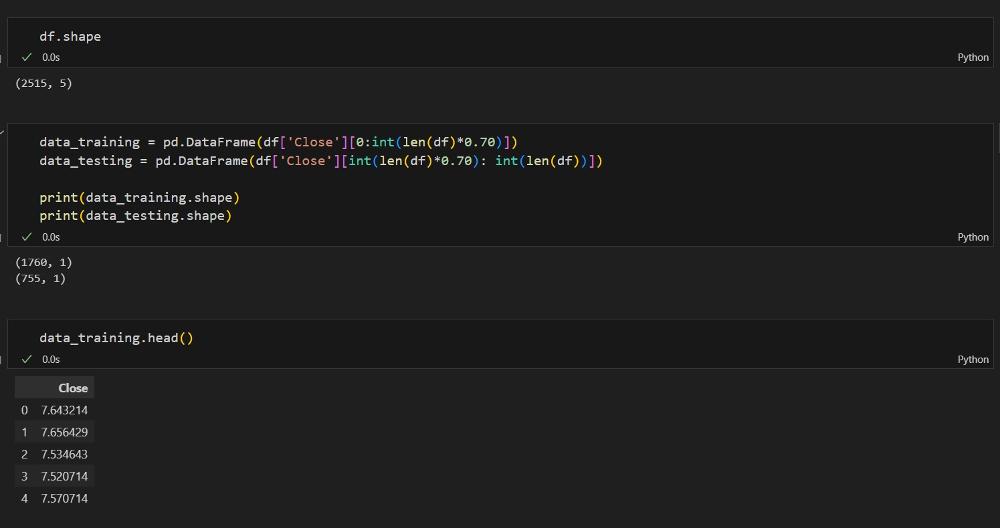 df.shape
0.0s
Python
(2515, 5)
data_training = pd.DataFrame(df['Close'][0:int(len(df)*0.70)])
data_testing = pd.DataFrame(df['Close'][int(len(df)*0.70): int(len(df))])
print(data_training.shape)
print(data_testing.shape)
0.0s
Python
(1760, 1)
(755, 1)
data_training.head()
0.0s
Python
Close
0 7.643214
1 7.656429
2 7.534643
3 7.520714
4 7.570714